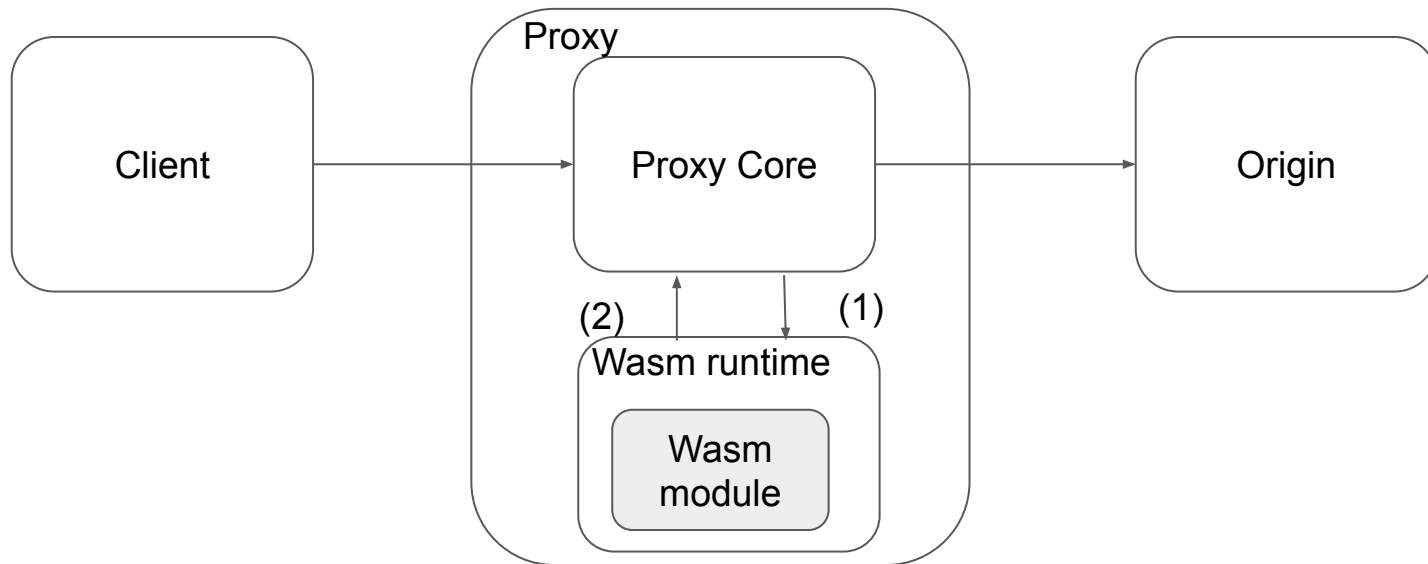 Proxy
Client
Proxy Core
Origin
(2)
(1)
Wasm runtime
Wasm
module